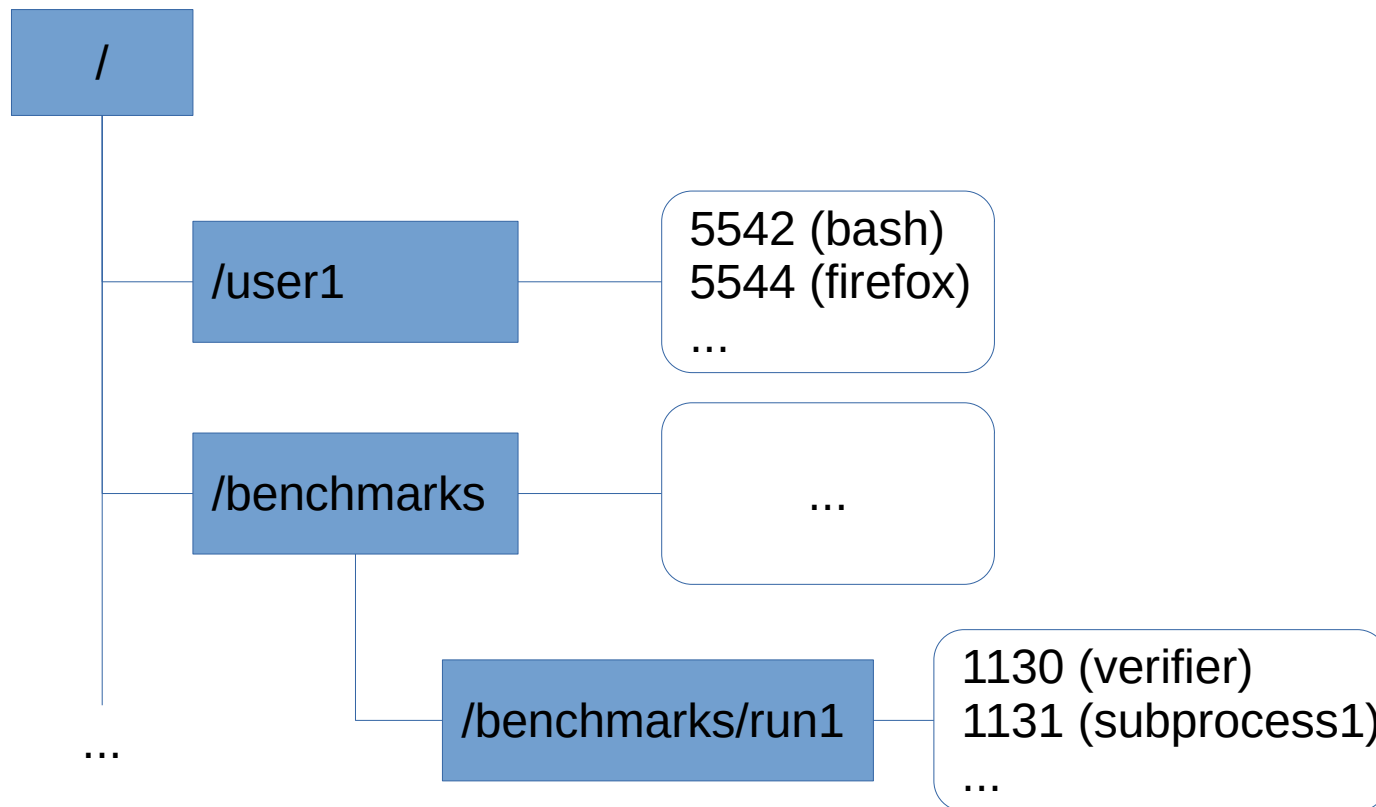 /
/user1
5542 (bash)
5544 (firefox)
...
/benchmarks
...
/benchmarks/run1
1130 (verifier)
1131 (subprocess1)
...
...